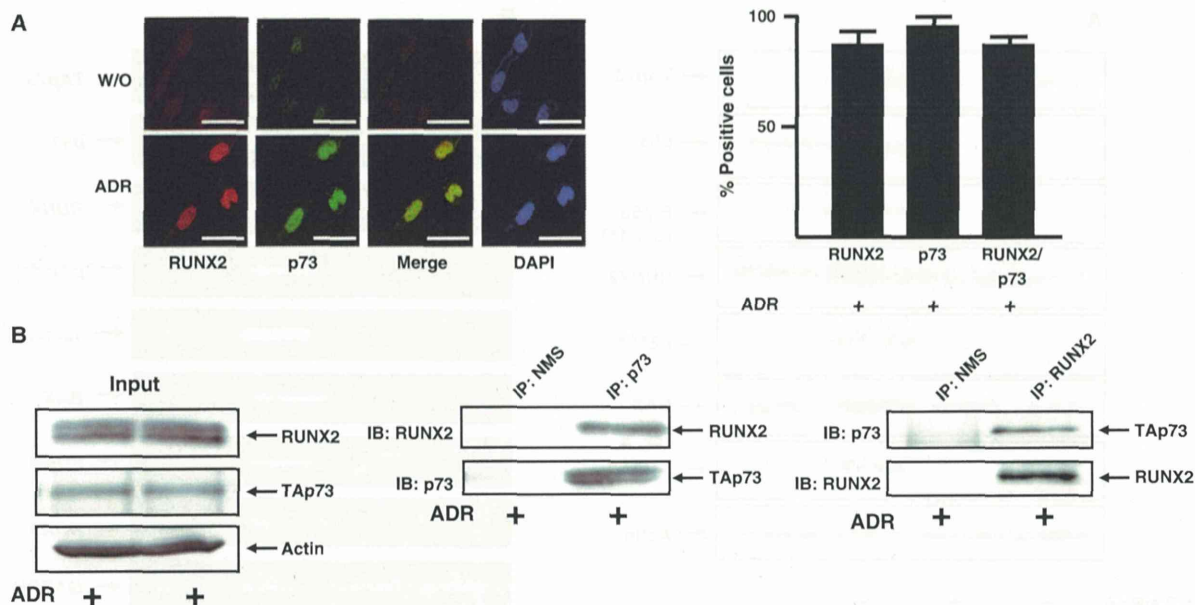 A
W/O
ADR
RUNX2 p73 Merge DAPI
% Positive cells
100
50
RUNX2 p73 RUNX2/
p73
ADR + + +
B
Input
RUNX2
TAp73
Actin
ADR + +
IP: NMS IP: p73
IB: RUNX2 RUNX2
IB: p73 TAp73
ADR + +
IP: NMS IP: RUNX2
IB: p73 TAp73
IB: RUNX2 RUNX2
ADR + +